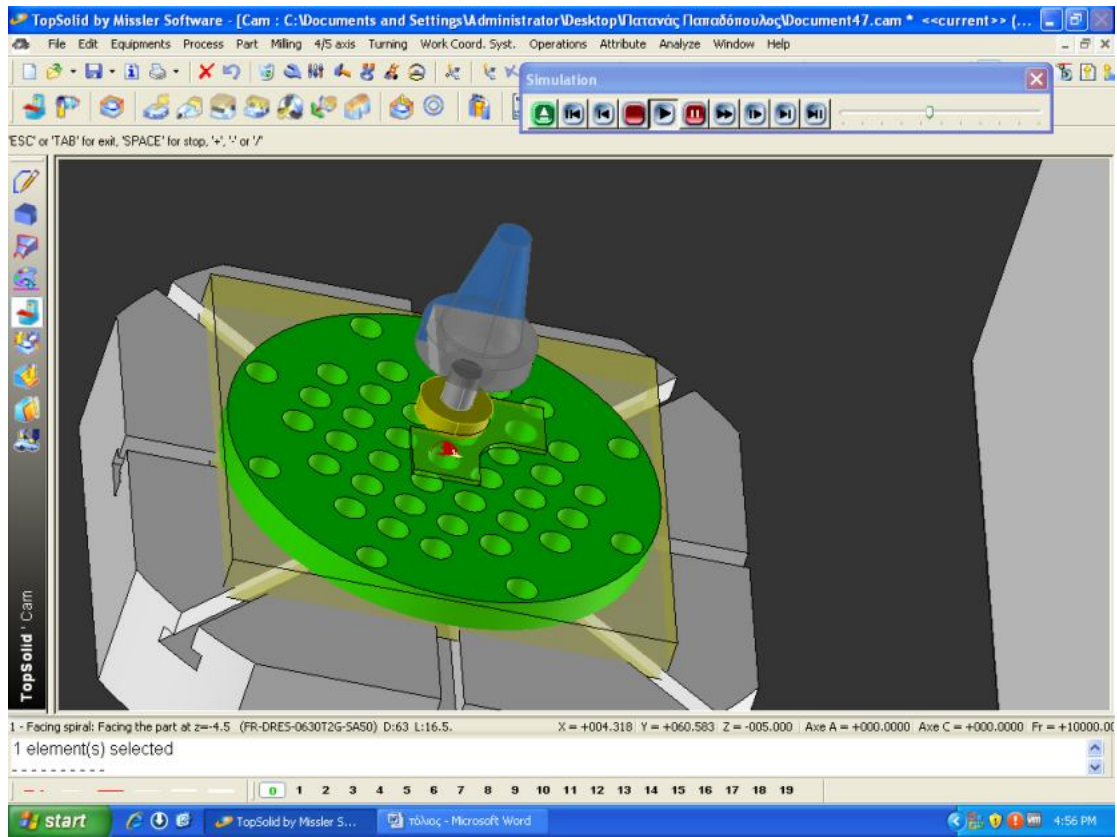 TopSolid by Missler Software - [Cam : C:\Documents and Settings\Administrator\Desktop\Πατανάς Παπαδόπουλος\Document47.cam * <<current>> (...
File Edit Equipments Process Part Milling 4/5 axis Turning Work Coord. Syst. Operations Attribute Analyze Window Help
Simulation
'ESC' or 'TAB' for exit, 'SPACE' for stop, '+', '-' or '/'
TopSolid'Cam
1 - Facing spiral: Facing the part at z=-4.5 (FR-DRES-0630T2G-SA50) D:63 L:16.5. X = +004.318 Y = +060.583 Z = -005.000 Axe A = +000.0000 Axe C = +000.0000 Fr = +10000.00
1 element(s) selected
----------
0 1 2 3 4 5 6 7 8 9 10 11 12 13 14 15 16 17 18 19
start TopSolid by Missler S... τόλιος - Microsoft Word 4:56 PM